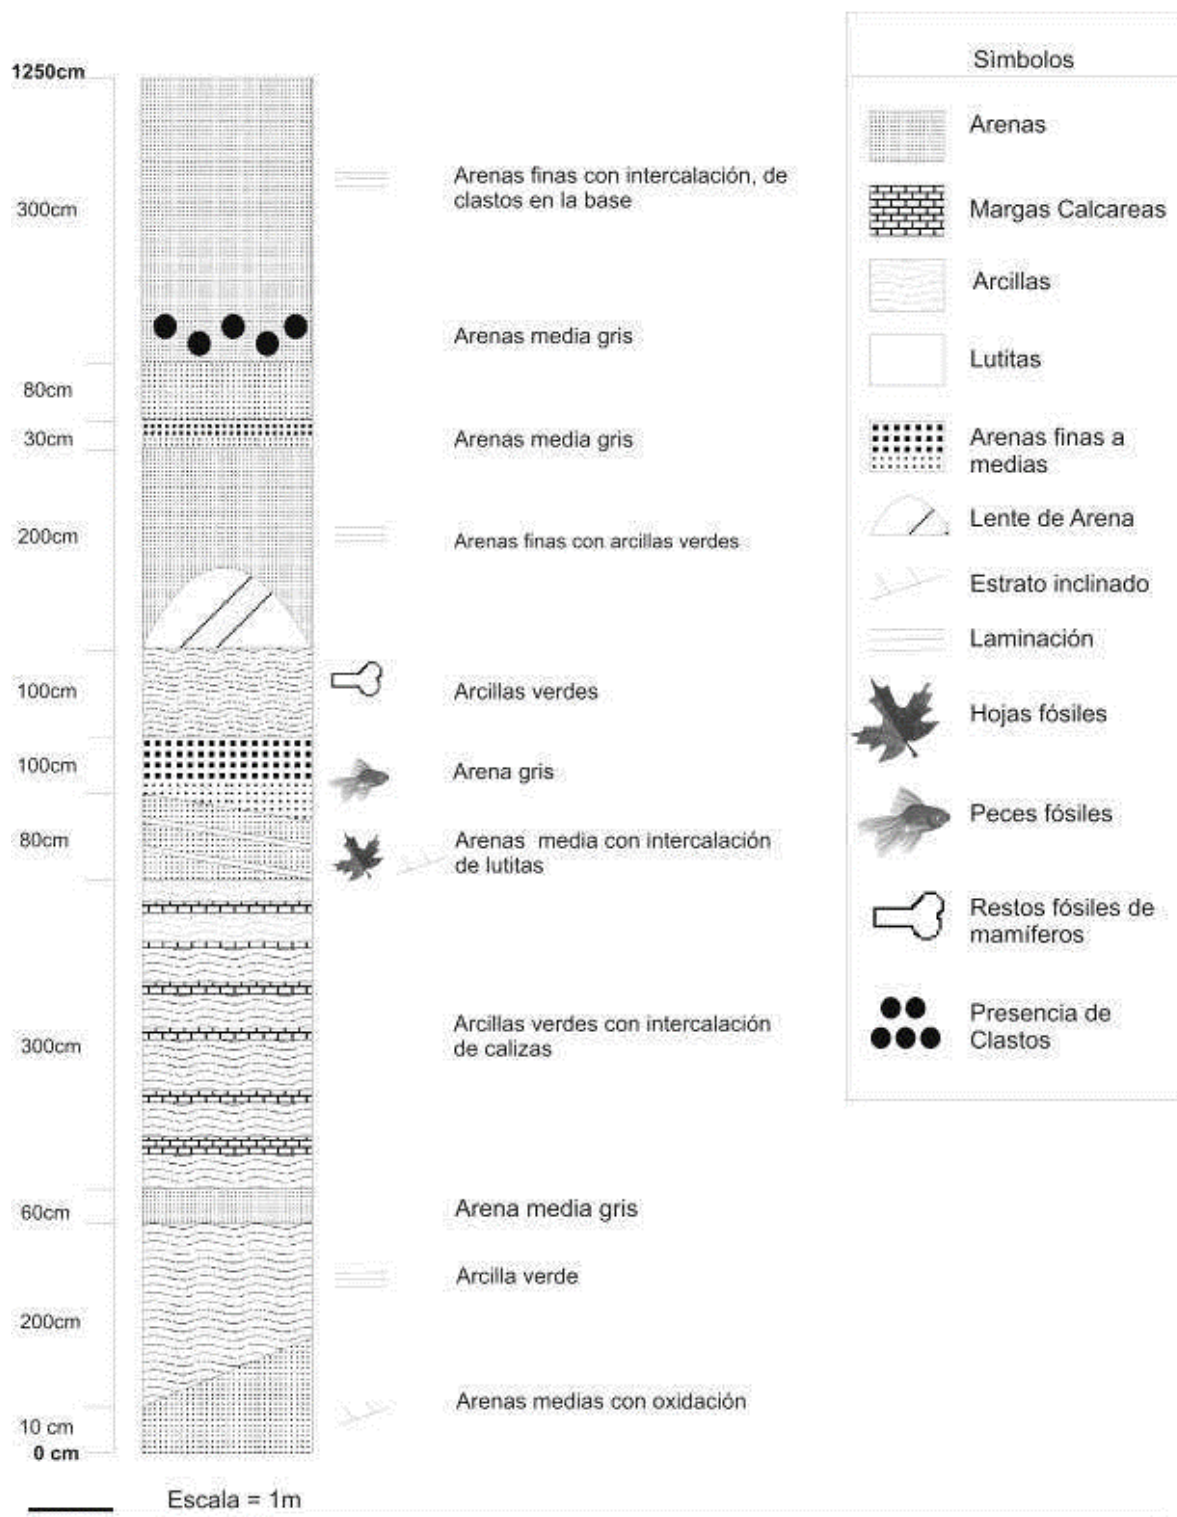 1250cm
300cm
80cm
30cm
200cm
100cm
100cm
80cm
300cm
60cm
200cm
10 cm
0 cm
Escala = 1m
Arenas finas con intercalación, de
clastos en la base
Arenas media gris
Arenas media gris
Arenas finas con arcillas verdes
Arcillas verdes
Arena gris
Arenas media con intercalación
de lutitas
Arcillas verdes con intercalación
de calizas
Arena media gris
Arcilla verde
Arenas medias con oxidación
Sìmbolos
Arenas
Margas Calcareas
Arcillas
Lutitas
Arenas finas a
medias
Lente de Arena
Estrato inclinado
Laminación
Hojas fósiles
Peces fósiles
Restos fósiles de
mamíferos
Presencia de
Clastos